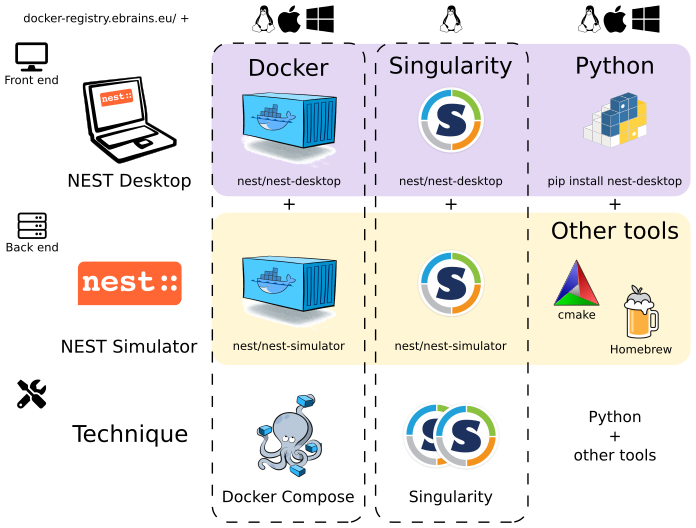 docker-registry.ebrains.eu/ +
Front end
nest::
NEST Desktop
Docker
Singularity
Python
S
nest/nest-desktop
nest/nest-desktop
pip install nest-desktop
+
+
+
Back end
nest::
NEST Simulator
S
Other tools
cmake
Homebrew
nest/nest-simulator
nest/nest-simulator
Technique
S S
Python
+
other tools
Docker Compose
Singularity